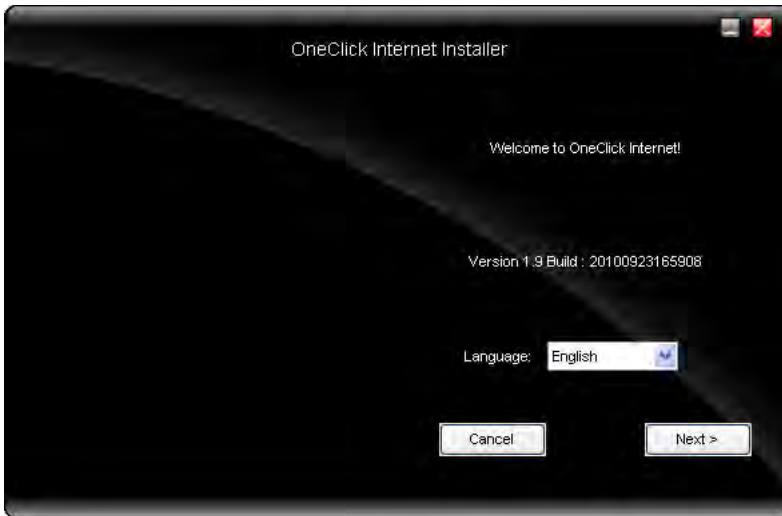 OneClick Internet Installer
Welcome to OneClick Internet!
Version 1.9 Build : 20100923165908
Language: English
Cancel Next >